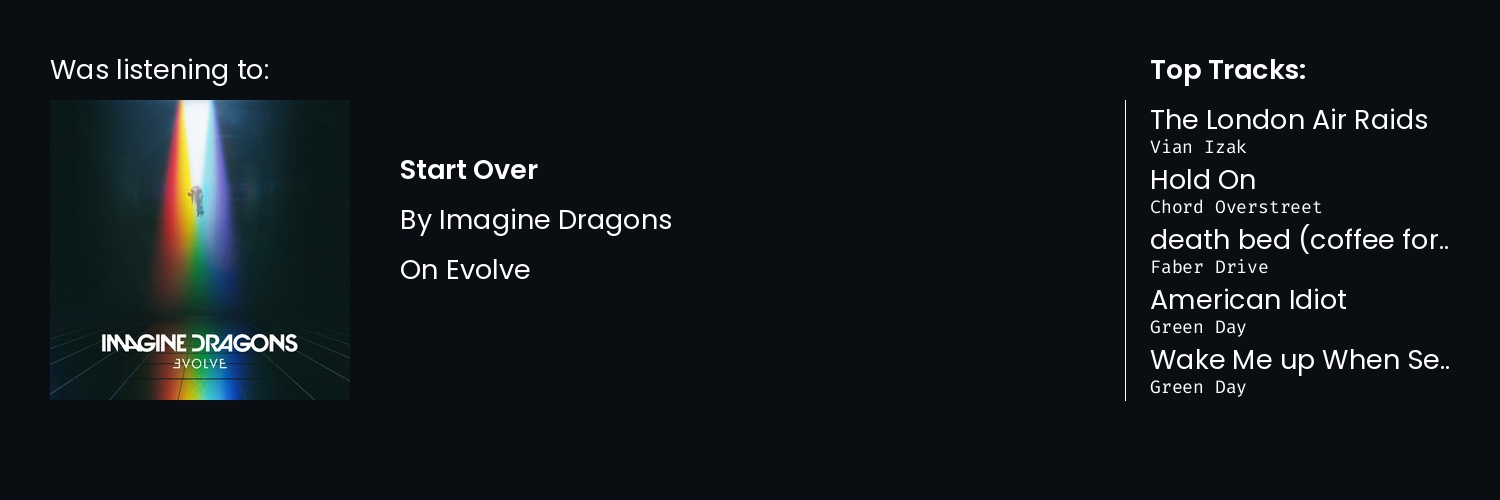 Was listening to:
IMAGINE DRAGONS
EVOLVE
Start Over
By Imagine Dragons
On Evolve
Top Tracks:
The London Air Raids
Vian Izak
Hold On
Chord Overstreet
death bed (coffee for..
Faber Drive
American Idiot
Green Day
Wake Me up When Se..
Green Day